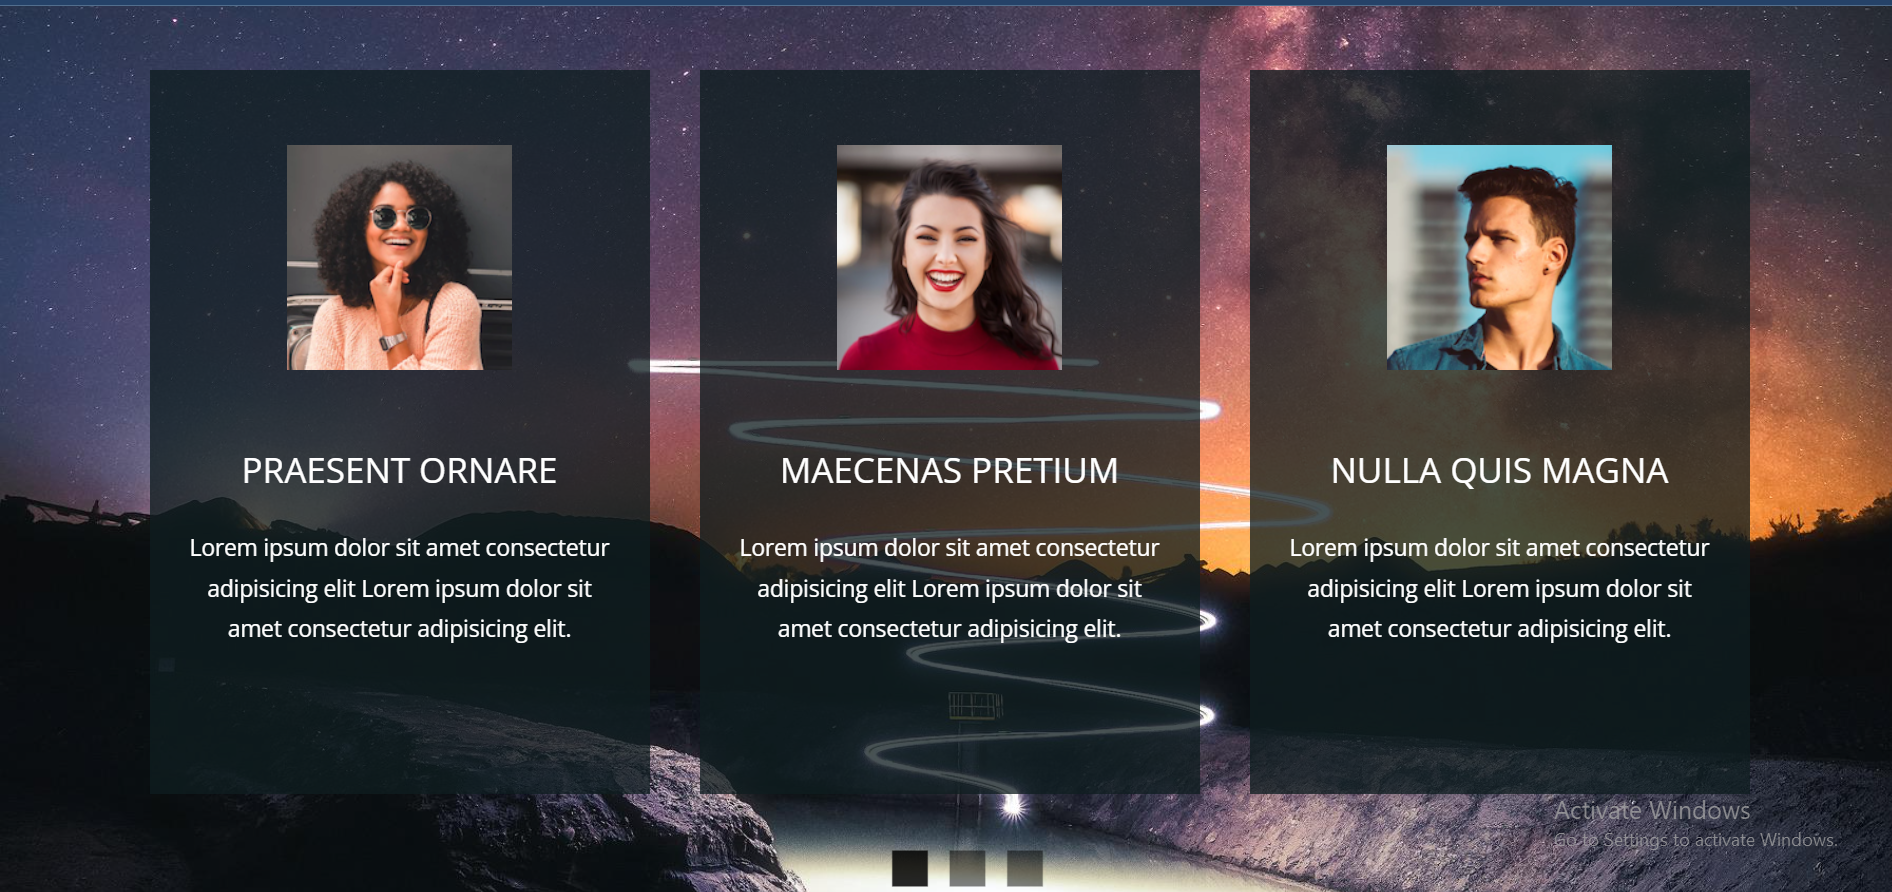 PRAESENT ORNARE
Lorem ipsum dolor sit amet consectetur
adipisicing elit Lorem ipsum dolor sit
amet consectetur adipisicing elit.
MAECENAS PRETIUM
Lorem ipsum dolor sit amet consectetur
adipisicing elit Lorem ipsum dolor sit
amet consectetur adipisicing elit.
NULLA QUIS MAGNA
Lorem ipsum dolor sit amet consectetur
adipisicing elit Lorem ipsum dolor sit
amet consectetur adipisicing elit.
Activate Windows
Go to Settings to activate Windows.